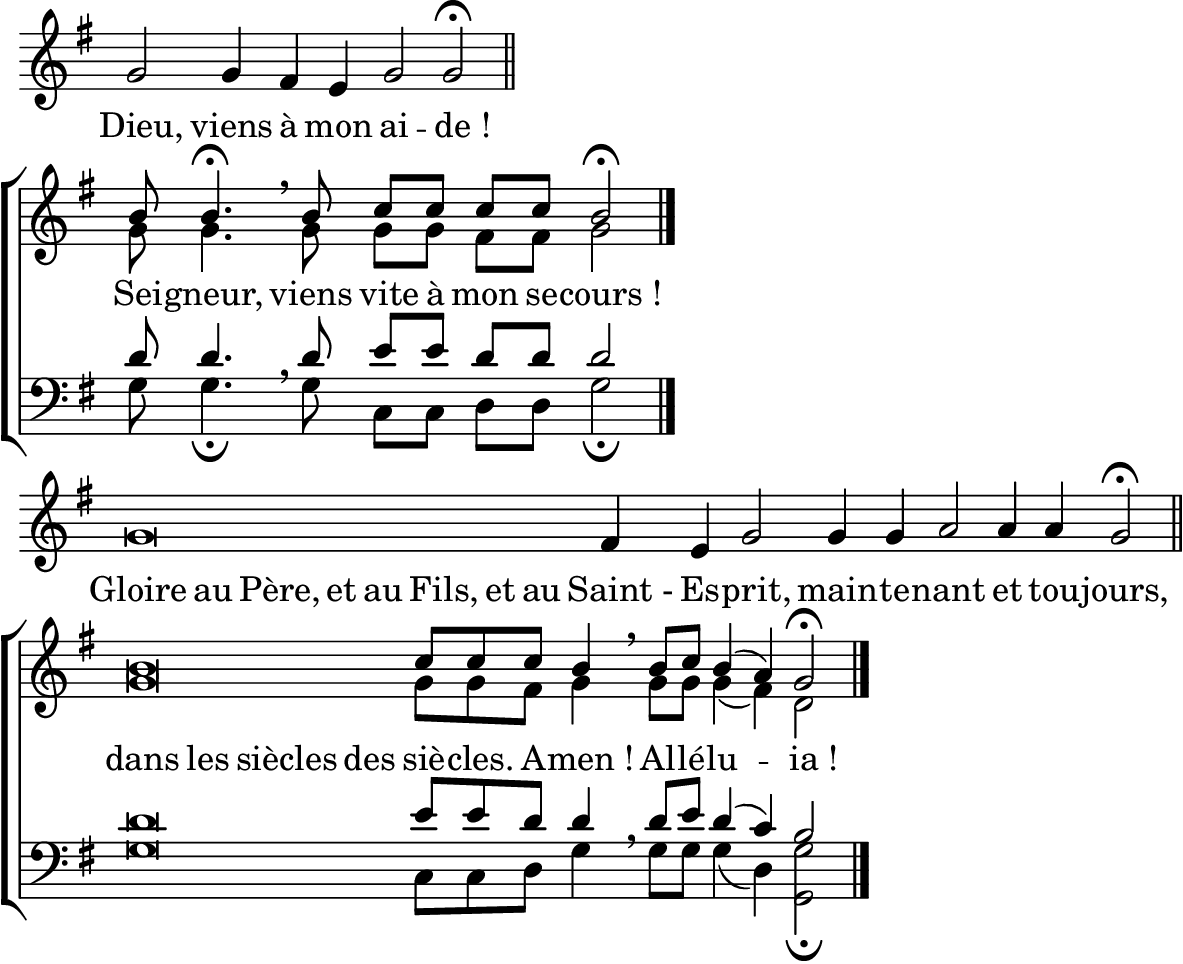 Dieu, viens à mon ai - de !
Seigneur, viens vite à mon secours !
Gloire au Père, et au Fils, et au Saint - Esprit, maintenant et toujours,
dans les siècles des siècles. Amen ! Allélu - ia !